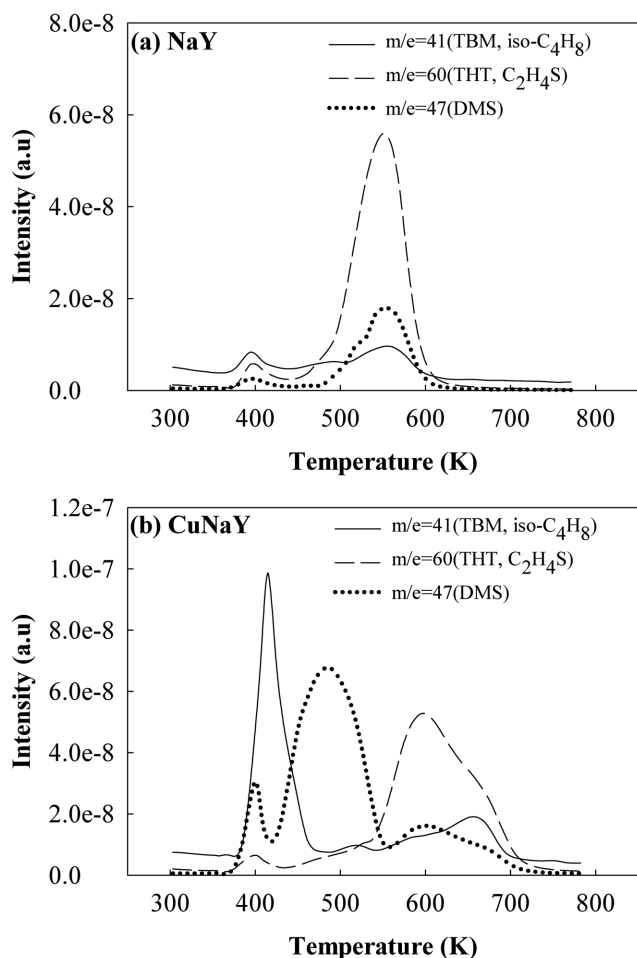 (a) NaY
m/e=41(TBM, iso-C4H8)
m/e=60(THT, C2H4S)
m/e=47(DMS)
Intensity (a.u)
8.0e-8
6.0e-8
4.0e-8
2.0e-8
0.0
300 400 500 600 700 800
Temperature (K)
(b) CuNaY
m/e=41(TBM, iso-C4H8)
m/e=60(THT, C2H4S)
m/e=47(DMS)
Intensity (a.u)
1.2e-7
1.0e-7
8.0e-8
6.0e-8
4.0e-8
2.0e-8
0.0
300 400 500 600 700 800
Temperature (K)